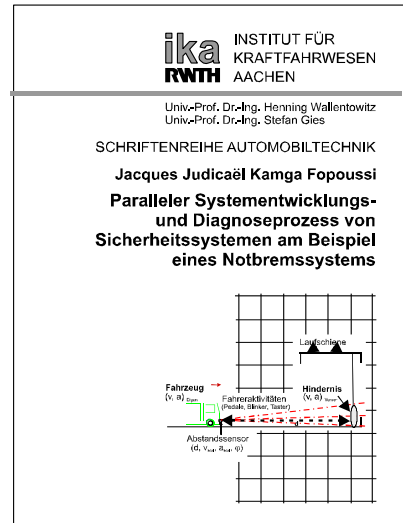 ika
RWTH
INSTITUT FÜR
KRAFTFAHRWESEN
AACHEN
Univ.-Prof. Dr.-Ing. Henning Wallentowitz
Univ.-Prof. Dr.-Ing. Stefan Gies
SCHRIFTENREIHE AUTOMOBILTECHNIK
Jacques Judicaël Kamga Fopoussi
Paralleler Systementwicklungs-
und Diagnoseprozess von
Sicherheitssystemen am Beispiel
eines Notbremssystems
Laufschiene
Fahrzeug
(v, a)
Fahreraktivitäten
(Pedale, Blinker, Taster)
Hindernis
(v, a)
d
Abstandssensor
(d, v rel, a rel, φ)